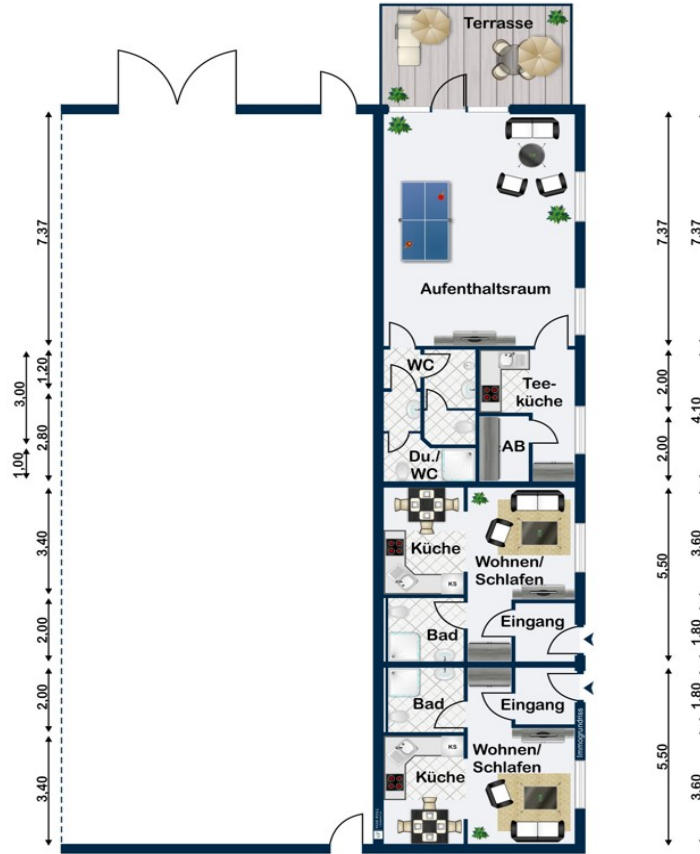 Terrasse
7.37
7.37
7.37
Aufenthaltsraum
WC
1.20
3.00
2.80
1.00
Tee-
küche
2.00
4.10
AB
2.00
Du./
WC
3.40
Küche
KS
Wohnen/
Schlafen
5.50
3.60
2.00
Bad
Eingang
1.80
2.00
Bad
Eingang
1.80
Immogrundriss
KS
Wohnen/
Schlafen
Küche
3.40
5.50
3.60